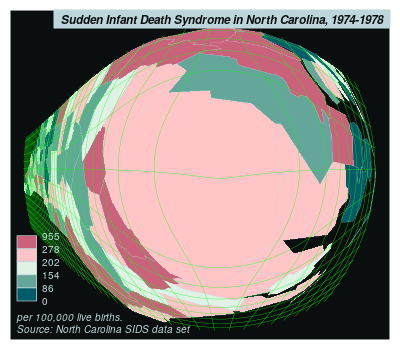 Sudden Infant Death Syndrome in North Carolina, 1974-1978
955
278
202
154
86
0
per 100,000 live births.
Source: North Carolina SIDS data set